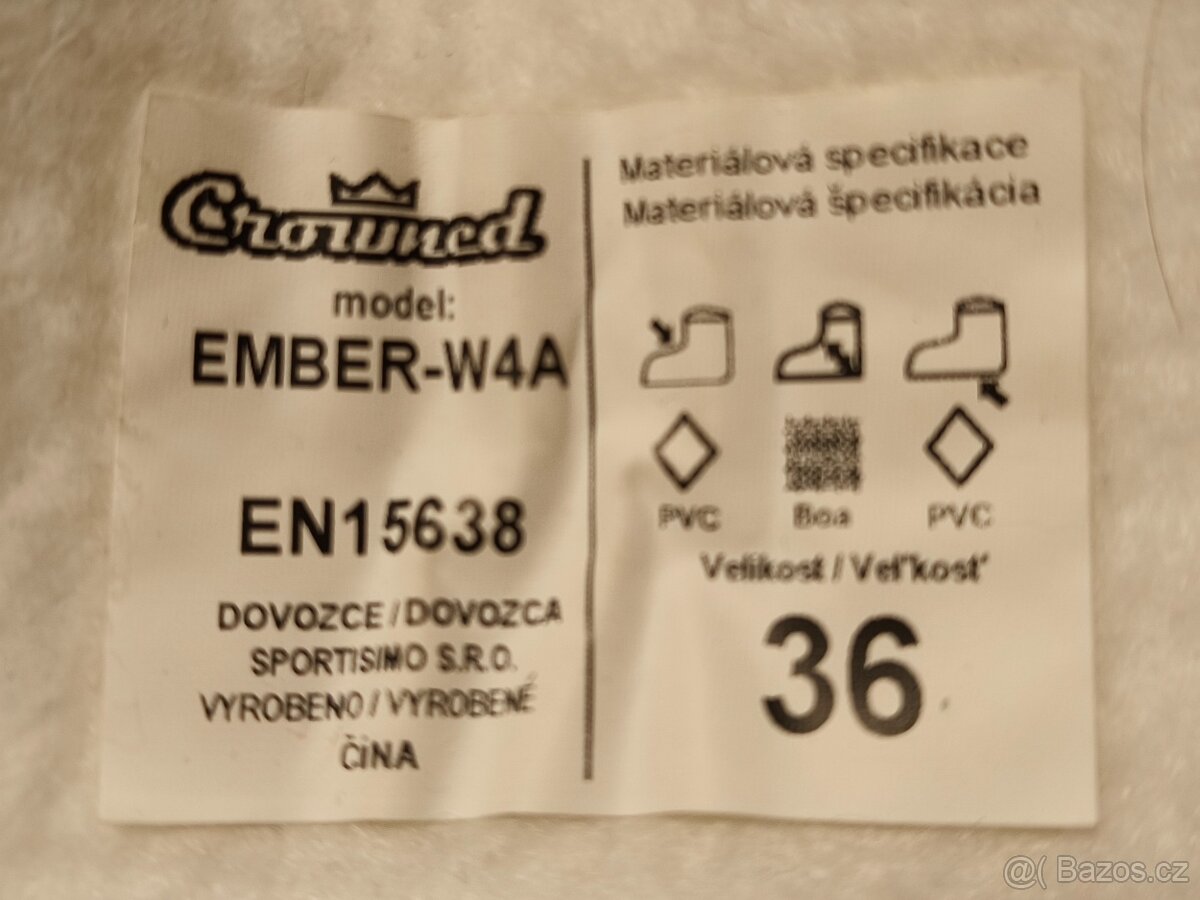 Crowned
model:
EMBER-W4A
EN15638
DOVOZCE / DOVOZCA
SPORTISIMO S.R.O.
VYROBENO / VYROBENÉ
ČÍNA
Materiálová specifikace
Materiálová špecifikácia
PVC Boa PVC
Velikost / Veľkosť
36
@( Bazos.cz